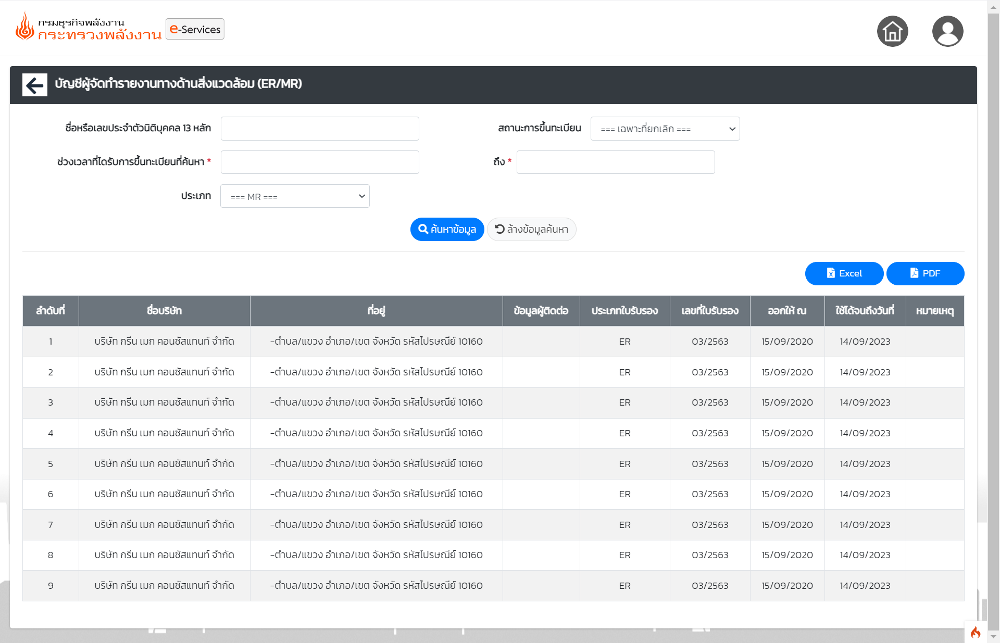 กรมธุรกิจพลังงาน
กระทรวงพลังงาน
e-Services
บัญชีผู้จัดทำรายงานทางด้านสิ่งแวดล้อม (ER/MR)
ชื่อหรือเลขประจำตัวนิติบุคคล 13 หลัก
สถานะการขึ้นทะเบียน === เฉพาะที่ยกเลิก ===
ช่วงเวลาที่ได้รับการขึ้นทะเบียนที่ค้นหา *
ถึง *
ประเภท === MR ===
ค้นหาข้อมูล ล้างข้อมูลค้นหา
Excel PDF
ลำดับที่ ชื่อบริษัท ที่อยู่ ข้อมูลผู้ติดต่อ ประเภทใบรับรอง เลขที่ใบรับรอง ออกให้ ณ ใช้ได้จนถึงวันที่ หมายเหตุ
1 บริษัท กรีน เมก คอนซัสแทนท์ จำกัด -ตำบล/แขวง อำเภอ/เขต จังหวัด รหัสไปรษณีย์ 10160 ER 03/2563 15/09/2020 14/09/2023
2 บริษัท กรีน เมก คอนซัสแทนท์ จำกัด -ตำบล/แขวง อำเภอ/เขต จังหวัด รหัสไปรษณีย์ 10160 ER 03/2563 15/09/2020 14/09/2023
3 บริษัท กรีน เมก คอนซัสแทนท์ จำกัด -ตำบล/แขวง อำเภอ/เขต จังหวัด รหัสไปรษณีย์ 10160 ER 03/2563 15/09/2020 14/09/2023
4 บริษัท กรีน เมก คอนซัสแทนท์ จำกัด -ตำบล/แขวง อำเภอ/เขต จังหวัด รหัสไปรษณีย์ 10160 ER 03/2563 15/09/2020 14/09/2023
5 บริษัท กรีน เมก คอนซัสแทนท์ จำกัด -ตำบล/แขวง อำเภอ/เขต จังหวัด รหัสไปรษณีย์ 10160 ER 03/2563 15/09/2020 14/09/2023
6 บริษัท กรีน เมก คอนซัสแทนท์ จำกัด -ตำบล/แขวง อำเภอ/เขต จังหวัด รหัสไปรษณีย์ 10160 ER 03/2563 15/09/2020 14/09/2023
7 บริษัท กรีน เมก คอนซัสแทนท์ จำกัด -ตำบล/แขวง อำเภอ/เขต จังหวัด รหัสไปรษณีย์ 10160 ER 03/2563 15/09/2020 14/09/2023
8 บริษัท กรีน เมก คอนซัสแทนท์ จำกัด -ตำบล/แขวง อำเภอ/เขต จังหวัด รหัสไปรษณีย์ 10160 ER 03/2563 15/09/2020 14/09/2023
9 บริษัท กรีน เมก คอนซัสแทนท์ จำกัด -ตำบล/แขวง อำเภอ/เขต จังหวัด รหัสไปรษณีย์ 10160 ER 03/2563 15/09/2020 14/09/2023